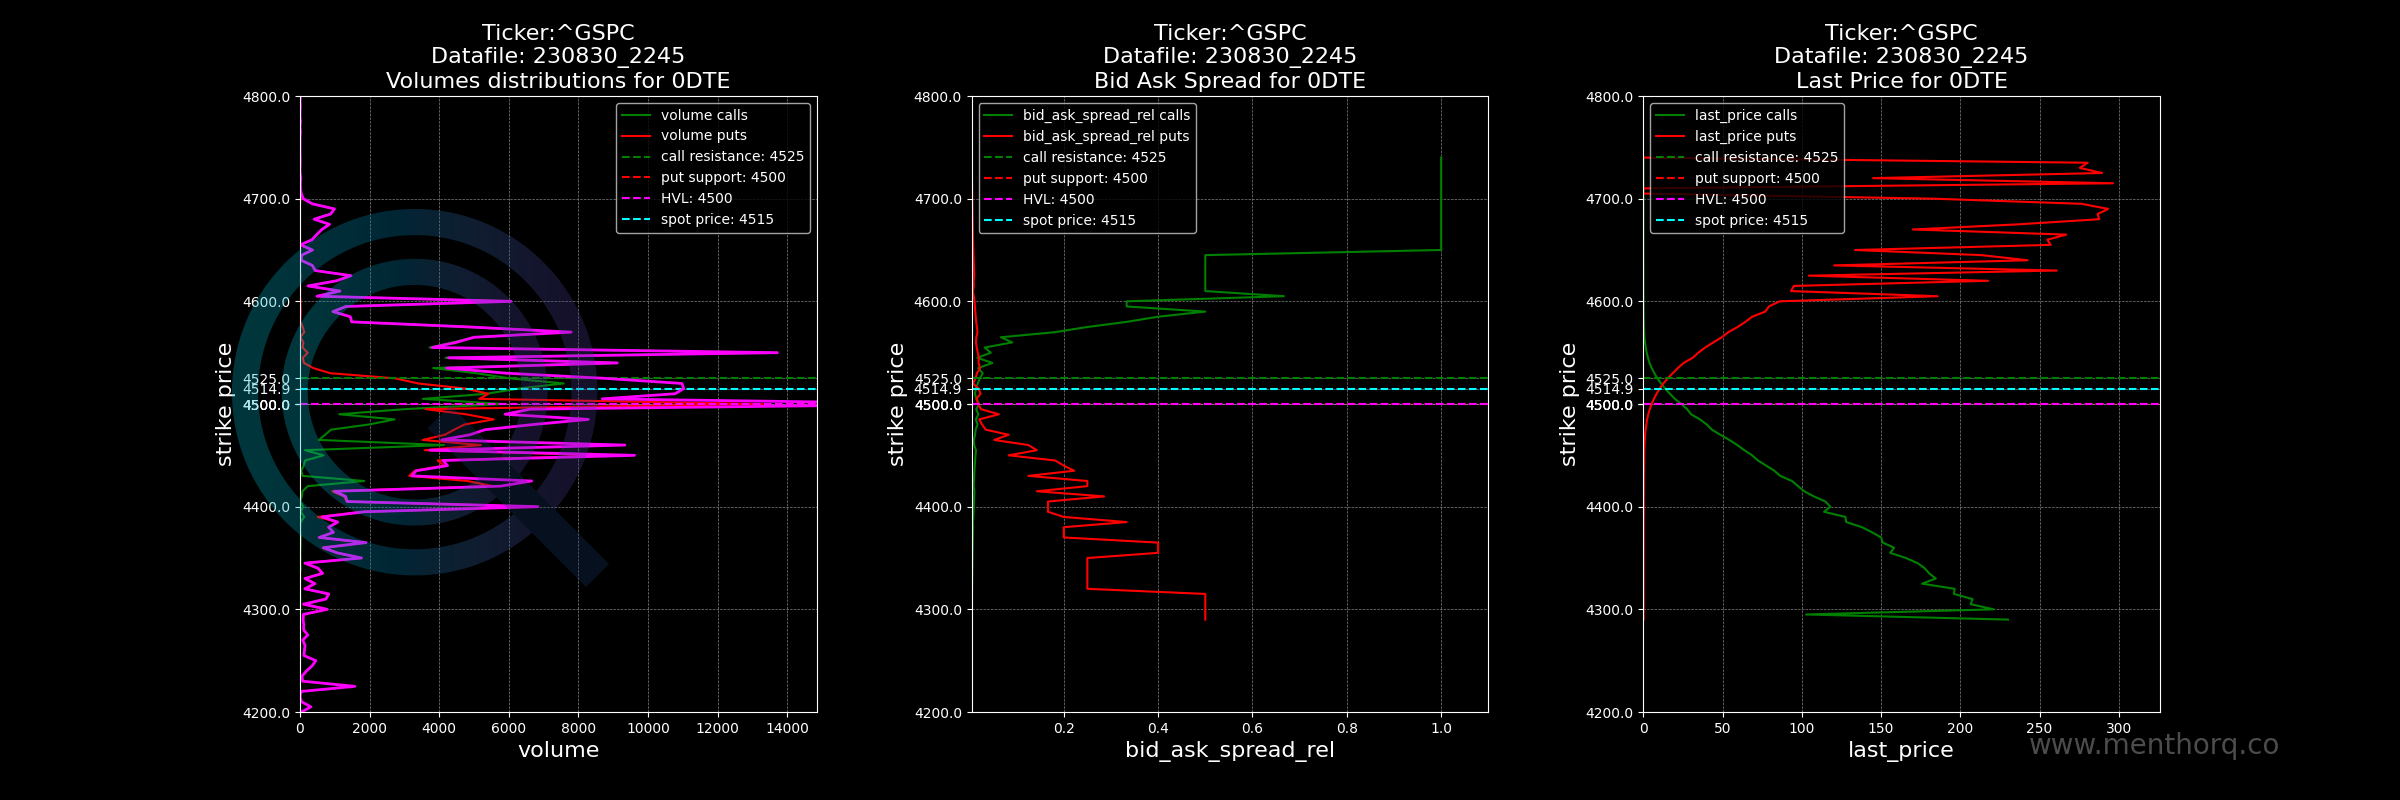 Ticker:^GSPC
Datafile: 230830_2245
Volumes distributions for 0DTE
4800.0
4700.0
4600.0
4525.0
4514.9
4500.0
4400.0
4300.0
4200.0
strike price
volume calls
volume puts
call resistance: 4525
put support: 4500
HVL: 4500
spot price: 4515
0 2000 4000 6000 8000 10000 12000 14000
volume
Ticker:^GSPC
Datafile: 230830_2245
Bid Ask Spread for 0DTE
4800.0
4700.0
4600.0
4525.0
4514.9
4500.0
4400.0
4300.0
4200.0
strike price
bid_ask_spread_rel calls
bid_ask_spread_rel puts
call resistance: 4525
put support: 4500
HVL: 4500
spot price: 4515
0.2 0.4 0.6 0.8 1.0
bid_ask_spread_rel
Ticker:^GSPC
Datafile: 230830_2245
Last Price for 0DTE
4800.0
4700.0
4600.0
4525.0
4514.9
4500.0
4400.0
4300.0
4200.0
strike price
last_price calls
last_price puts
call resistance: 4525
put support: 4500
HVL: 4500
spot price: 4515
0 50 100 150 200 250 300
last_price
www.menthorq.co